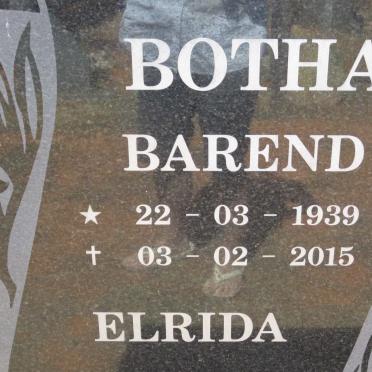 BOTHA
BAREND
★ 22 - 03 - 1939
✝ 03 - 02 - 2015
ELRIDA